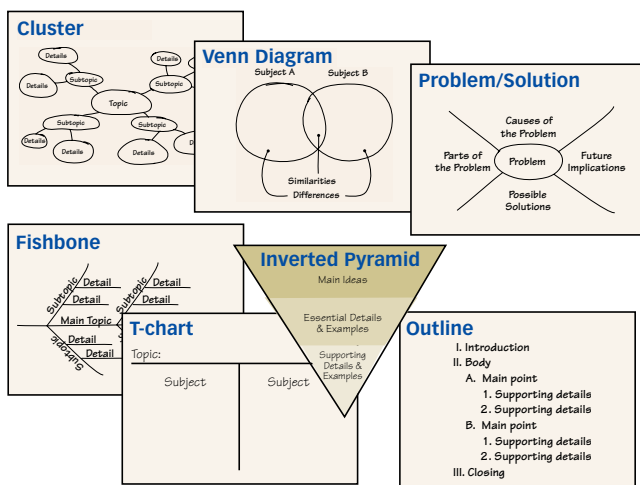 Cluster
Details
Details
Subtopic
Details
Subtopic
Topic
Subtopic
Subtopic
Details
Details
Details
Venn Diagram
Subject A
Subject B
Similarities
Differences
Problem/Solution
Causes of
the Problem
Parts of
the Problem
Problem
Future
Implications
Possible
Solutions
Fishbone
Subtopic
Detail
Detail
Subtopic
Detail
Detail
Main Topic
Detail
Detail
Subtopic
T-chart
Topic:
Subject
Subject
Inverted Pyramid
Main Ideas
Essential Details
& Examples
Supporting
Details &
Examples
Outline
I. Introduction
II. Body
A. Main point
1. Supporting details
2. Supporting details
B. Main point
1. Supporting details
2. Supporting details
III. Closing